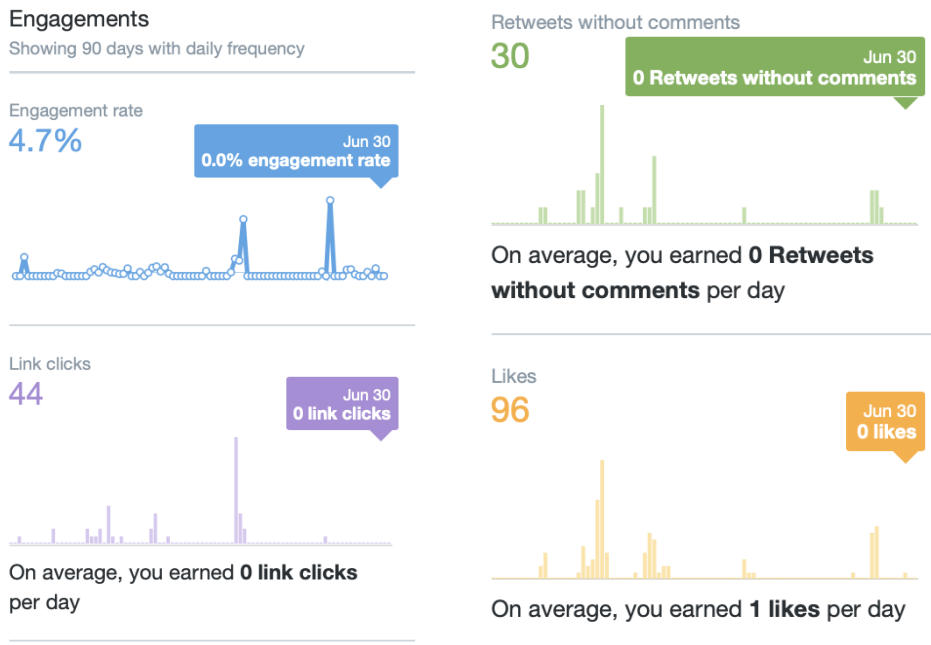 Engagements
Showing 90 days with daily frequency
Engagement rate
4.7%
Jun 30
0.0% engagement rate
Link clicks
44
Jun 30
0 link clicks
On average, you earned 0 link clicks
per day
Retweets without comments
30
Jun 30
0 Retweets without comments
On average, you earned 0 Retweets
without comments per day
Likes
96
Jun 30
0 likes
On average, you earned 1 likes per day